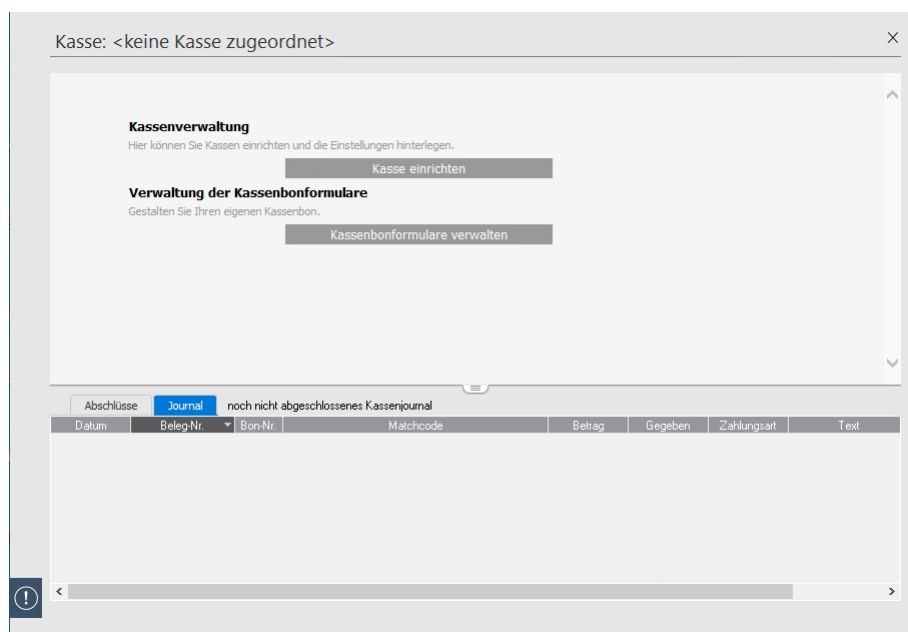 Kasse: <keine Kasse zugeordnet>
Kassenverwaltung
Hier können Sie Kassen einrichten und die Einstellungen hinterlegen.
Kasse einrichten
Verwaltung der Kassenbonformulare
Gestalten Sie Ihren eigenen Kassenbon.
Kassenbonformulare verwalten
Abschlüsse Journal noch nicht abgeschlossenes Kassenjournal
Datum Beleg-Nr. Bon-Nr. Matchcode Betrag Gegeben Zahlungsart Text